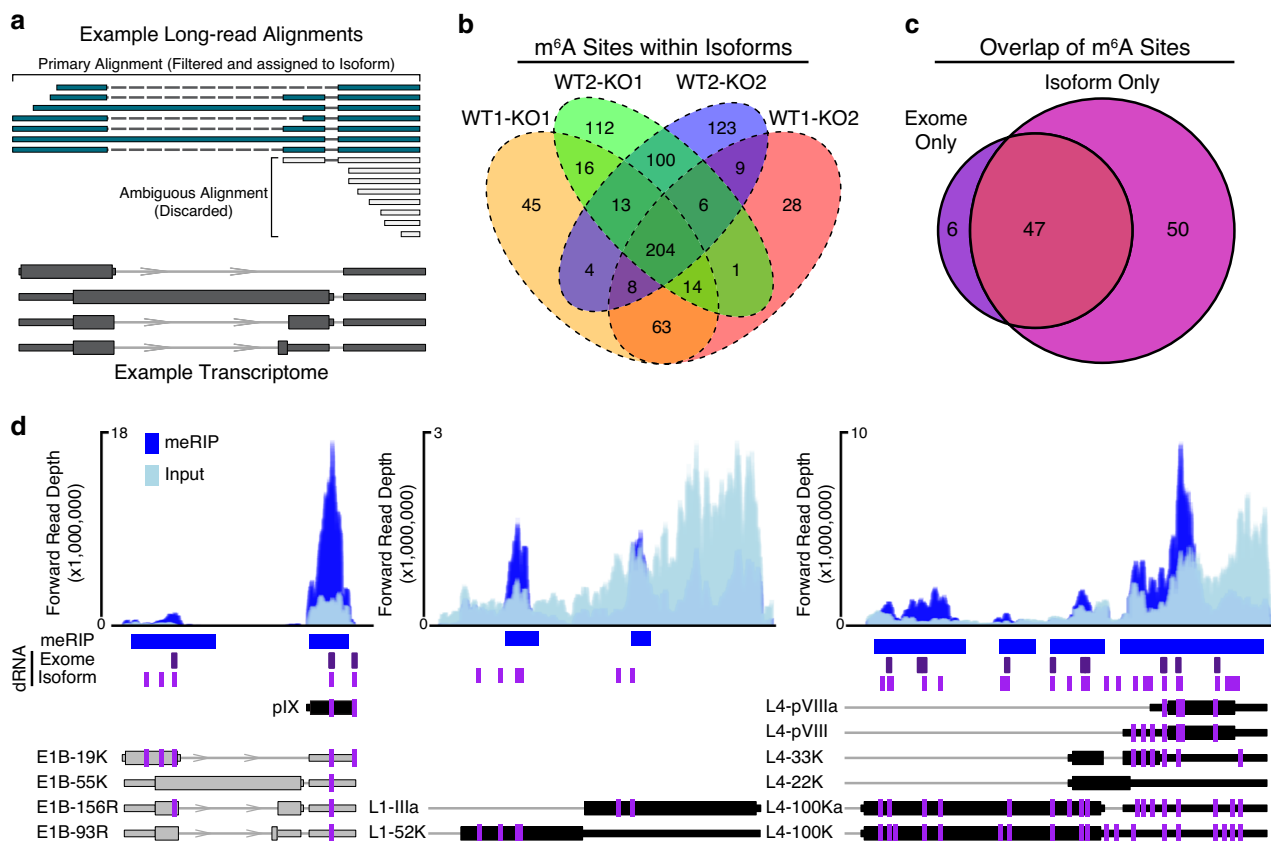 a
Example Long-read Alignments
Primary Alignment (Filtered and assigned to Isoform)
Ambiguous Alignment
(Discarded)
Example Transcriptome
b
m⁶A Sites within Isoforms
WT2-KO1
WT2-KO2
WT1-KO1
WT1-KO2
112
123
16
100
9
45
13
6
28
204
4
1
8
14
63
c
Overlap of m⁶A Sites
Isoform Only
Exome
Only
6
47
50
d
18
meRIP
Input
Forward Read Depth
(x1,000,000)
0
3
Forward Read Depth
(x1,000,000)
0
10
Forward Read Depth
(x1,000,000)
0
meRIP
dRNA
Exome
Isoform
pIX
E1B-19K
E1B-55K
E1B-156R
E1B-93R
L1-IIIa
L1-52K
L4-pVIIIa
L4-pVIII
L4-33K
L4-22K
L4-100Ka
L4-100K